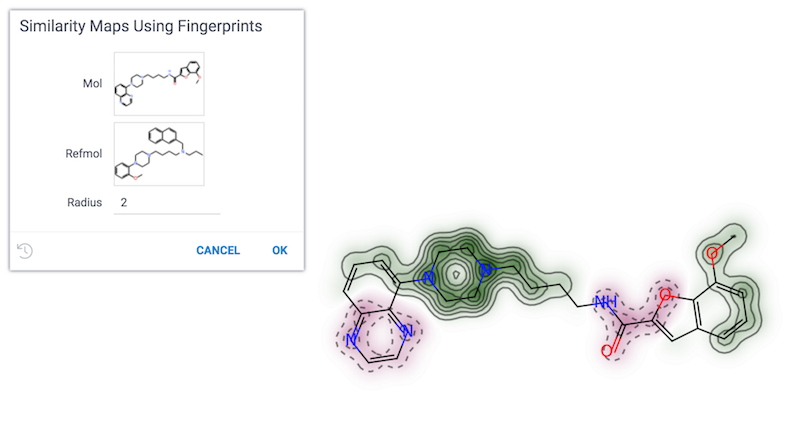 Similarity Maps Using Fingerprints
Mol
Refmol
Radius 2
CANCEL OK
O
N N
NH O
N N
O